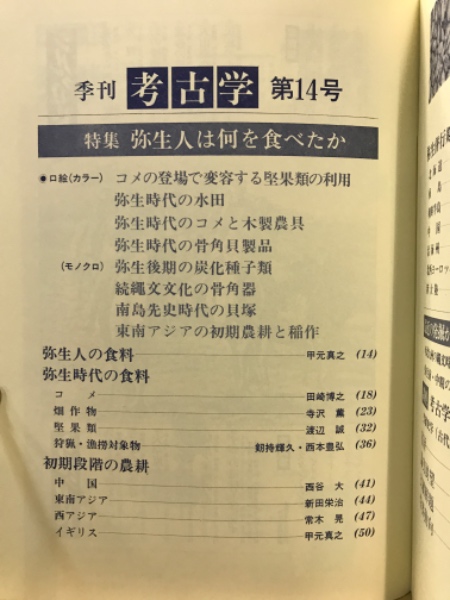 季刊 考古学 第14号
特集 弥生人は何を食べたか
●口絵(カラー) コメの登場で変容する堅果類の利用
弥生時代の水田
弥生時代のコメと木製農具
弥生時代の骨角貝製品
(モノクロ) 弥生後期の炭化種子類
続縄文文化の骨角器
南島先史時代の貝塚
東南アジアの初期農耕と稲作
弥生人の食料 甲元真之 (14)
弥生時代の食料
コメ 田崎博之 (18)
畑作物 寺沢 薫 (23)
堅果類 渡辺 誠 (32)
狩猟・漁撈対象物 剱持輝久・西本豊弘 (36)
初期段階の農耕
中国 西谷 大 (41)
東南アジア 新田栄治 (44)
西アジア 常木 晃 (47)
イギリス 甲元真之 (50)